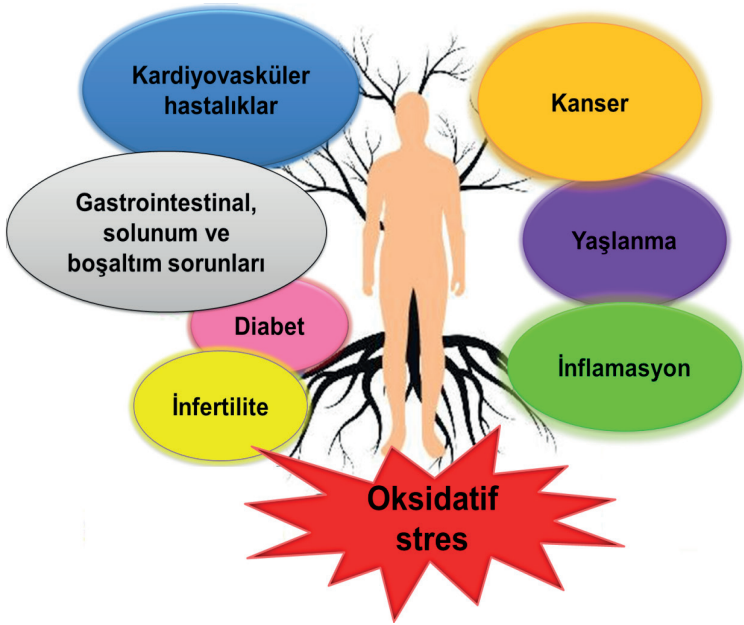 Kardiyovasküler
hastalıklar
Kanser
Gastrointestinal,
solunum ve
boşaltım sorunları
Yaşlanma
Diabet
İnflamasyon
İnfertilite
Oksidatif
stres